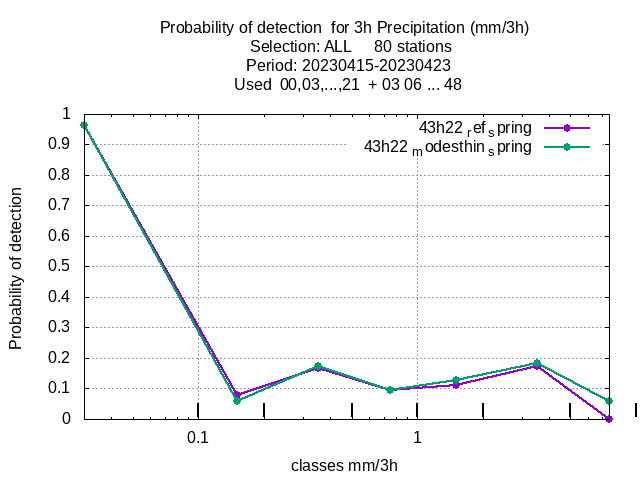 Probability of detection  for 3h Precipitation (mm/3h)
Selection: ALL     80 stations
Period: 20230415-20230423
Used  00,03,...,21  + 03 06 ... 48
43h22 ref spring
43h22 modesthin spring
1
0.9
0.8
0.7
0.6
0.5
0.4
0.3
0.2
0.1
0
Probability of detection
0.1 1
classes mm/3h